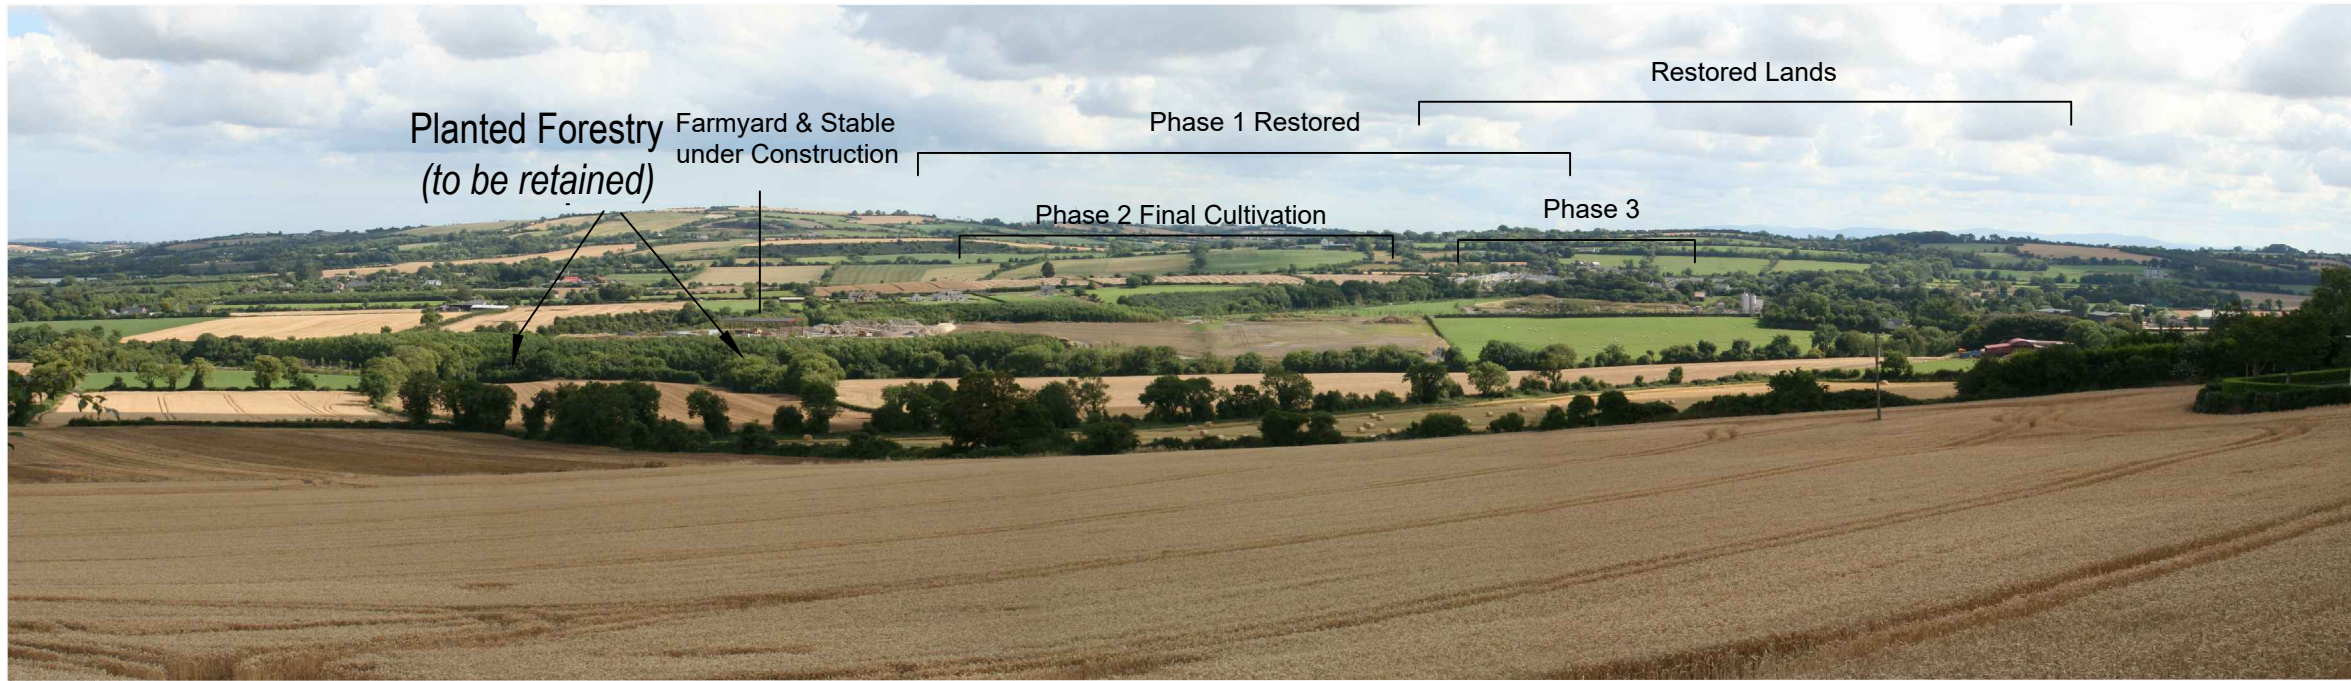 Restored Lands
Planted Forestry
(to be retained)
Farmyard & Stable
under Construction
Phase 1 Restored
Phase 2 Final Cultivation
Phase 3